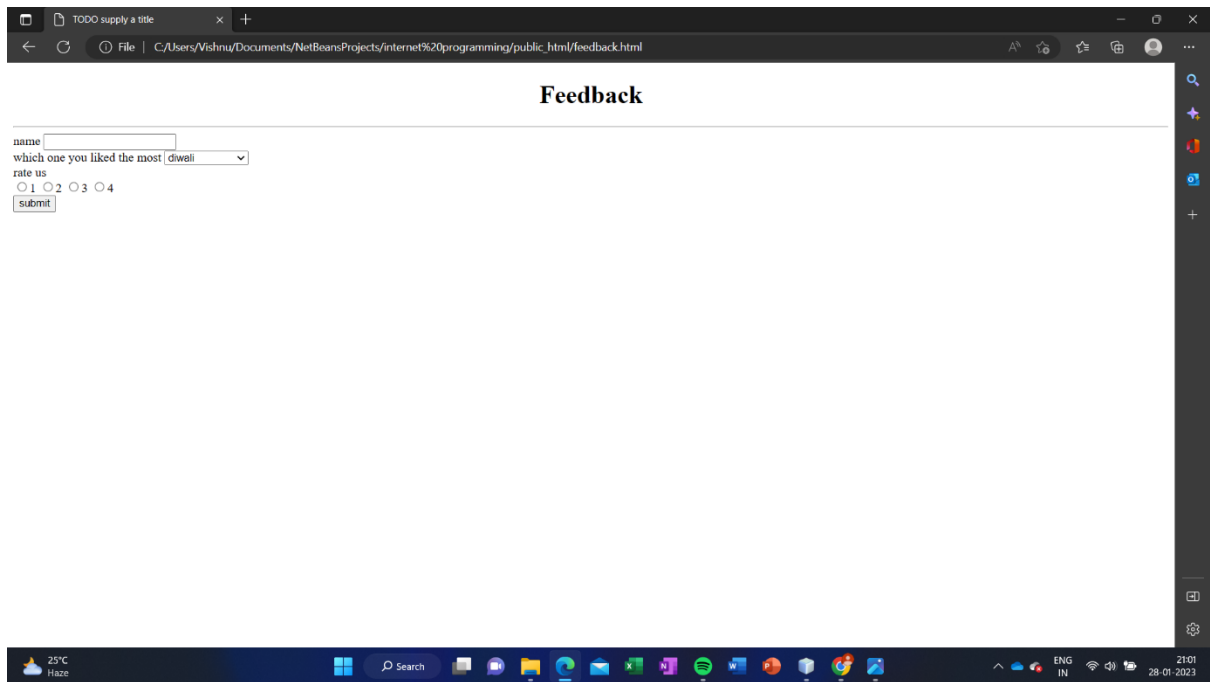 TODO supply a title
File | C:/Users/Vishnu/Documents/NetBeansProjects/internet%20programming/public_html/feedback.html
Feedback
name
which one you liked the most diwali
rate us
1 2 3 4
submit
25°C
Haze
Search
ENG
IN
21:01
28-01-2023